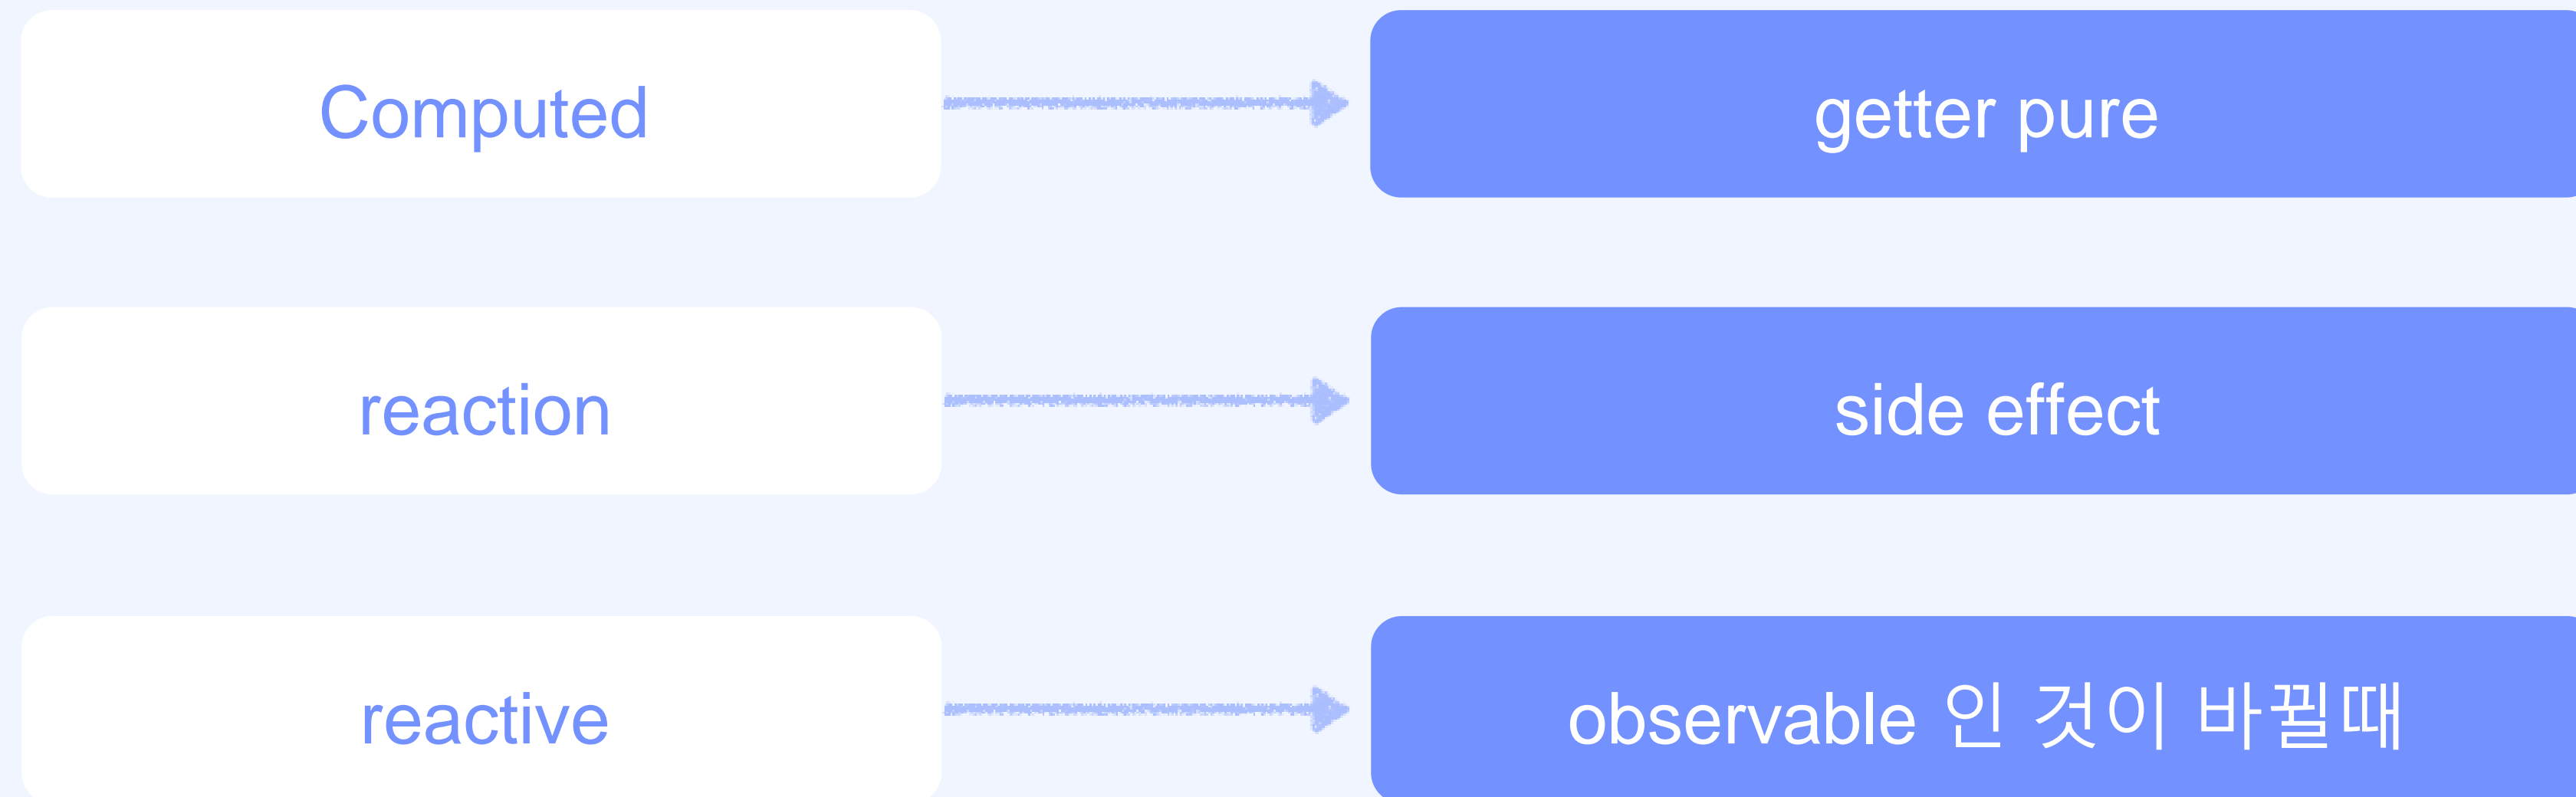 Computed
getter pure
reaction
side effect
reactive
observable 인 것이 바뀔때